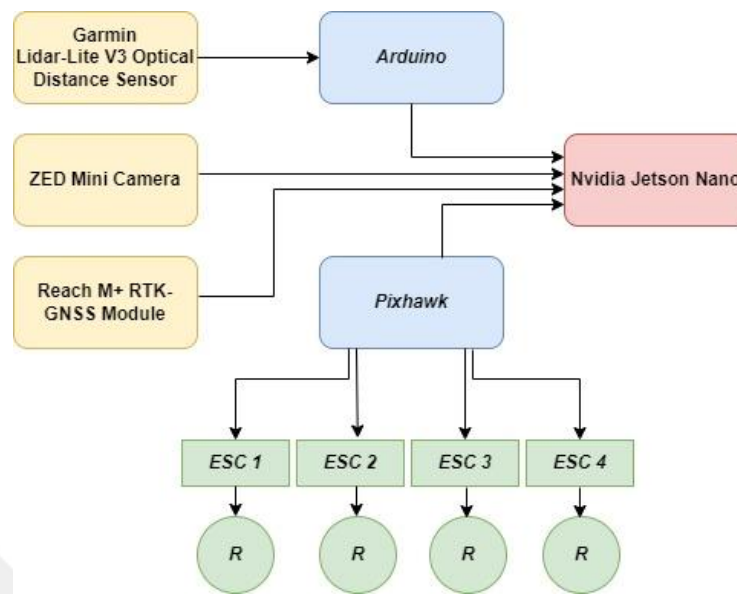 Garmin
Lidar-Lite V3 Optical
Distance Sensor
Arduino
ZED Mini Camera
Nvidia Jetson Nano
Reach M+ RTK-
GNSS Module
Pixhawk
ESC 1
ESC 2
ESC 3
ESC 4
R
R
R
R